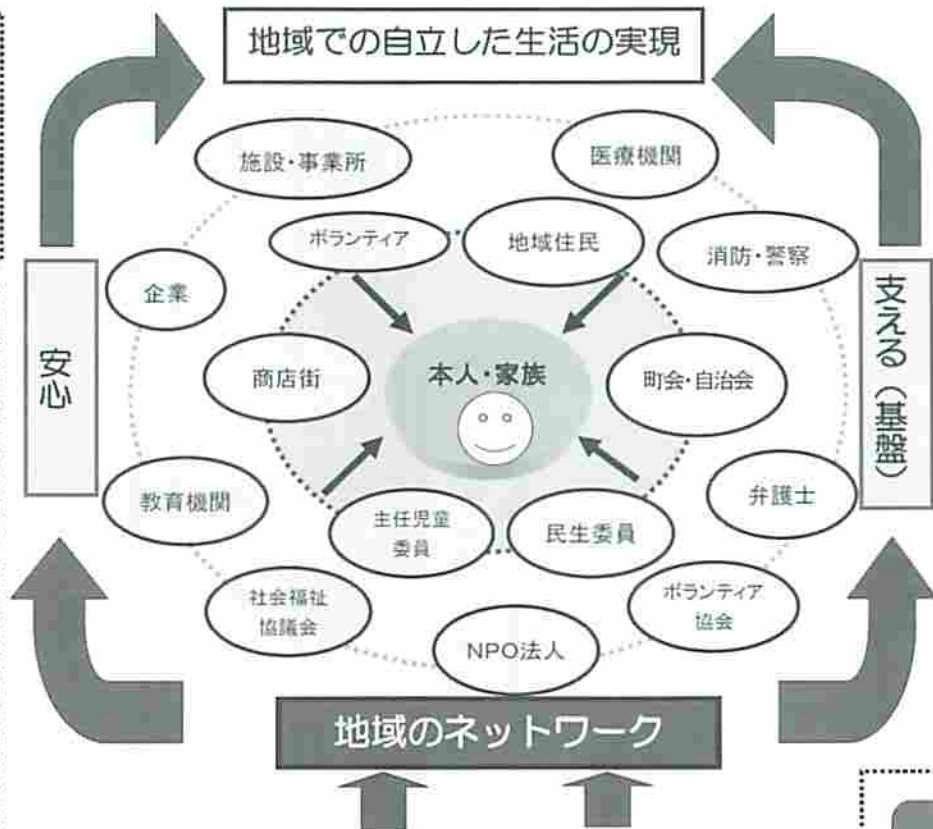 地域での自立した生活の実現
施設・事業所
医療機関
ボランティア
地域住民
消防・警察
企業
安心
支える（基盤）
商店街
本人・家族
町会・自治会
教育機関
主任児童
委員
民生委員
弁護士
社会福祉
協議会
ボランティア
協会
NPO法人
地域のネットワーク